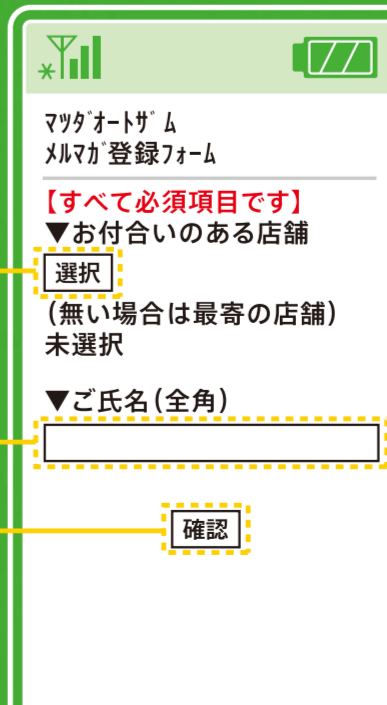 ﾏﾂﾀﾞｵｰﾄｻﾞﾑ
ﾒﾙﾏｶﾞ登録ﾌｫｰﾑ
【すべて必須項目です】
▼お付合いのある店舗
選択
(無い場合は最寄の店舗)
未選択
▼ご氏名(全角)
確認